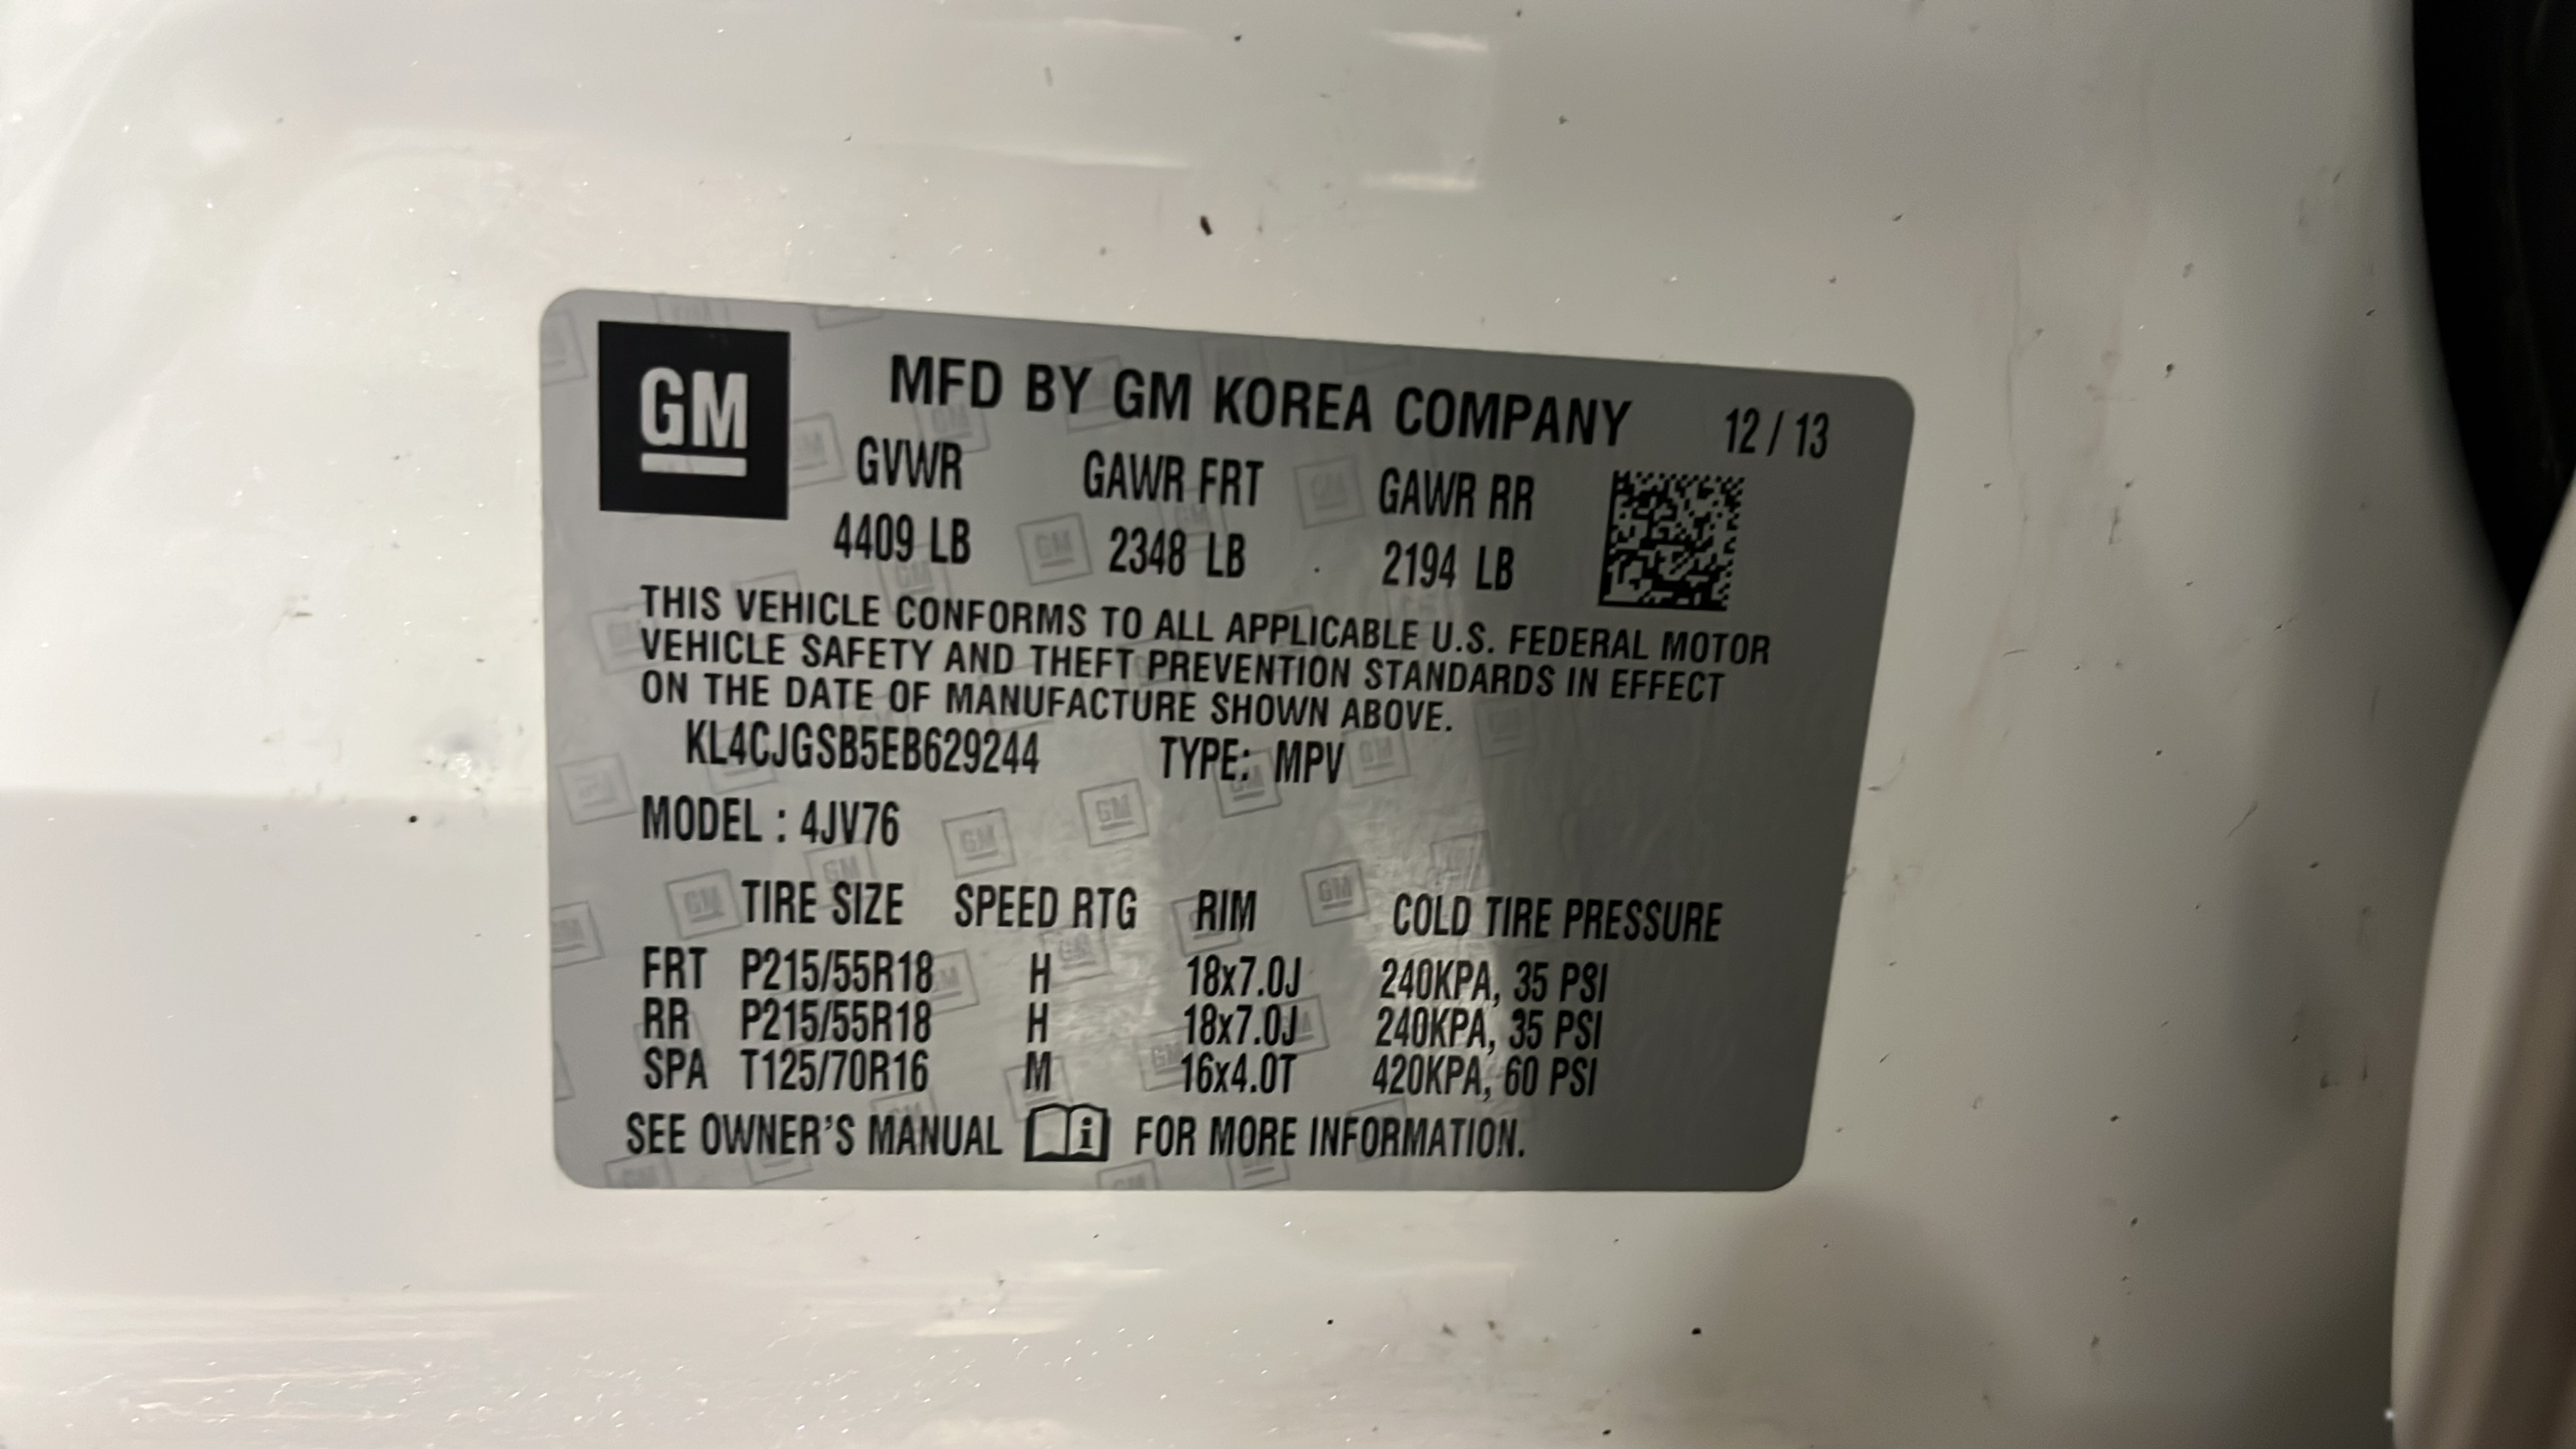 GM
MFD BY GM KOREA COMPANY 12 / 13
GVWR GAWR FRT GAWR RR
4409 LB 2348 LB 2194 LB
THIS VEHICLE CONFORMS TO ALL APPLICABLE U.S. FEDERAL MOTOR
VEHICLE SAFETY AND THEFT PREVENTION STANDARDS IN EFFECT
ON THE DATE OF MANUFACTURE SHOWN ABOVE.
KL4CJGSB5EB629244 TYPE: MPV
MODEL : 4JV76
TIRE SIZE SPEED RTG RIM COLD TIRE PRESSURE
FRT P215/55R18 H 18x7.0J 240KPA, 35 PSI
RR P215/55R18 H 18x7.0J 240KPA, 35 PSI
SPA T125/70R16 M 16x4.0T 420KPA, 60 PSI
SEE OWNER'S MANUAL i FOR MORE INFORMATION.